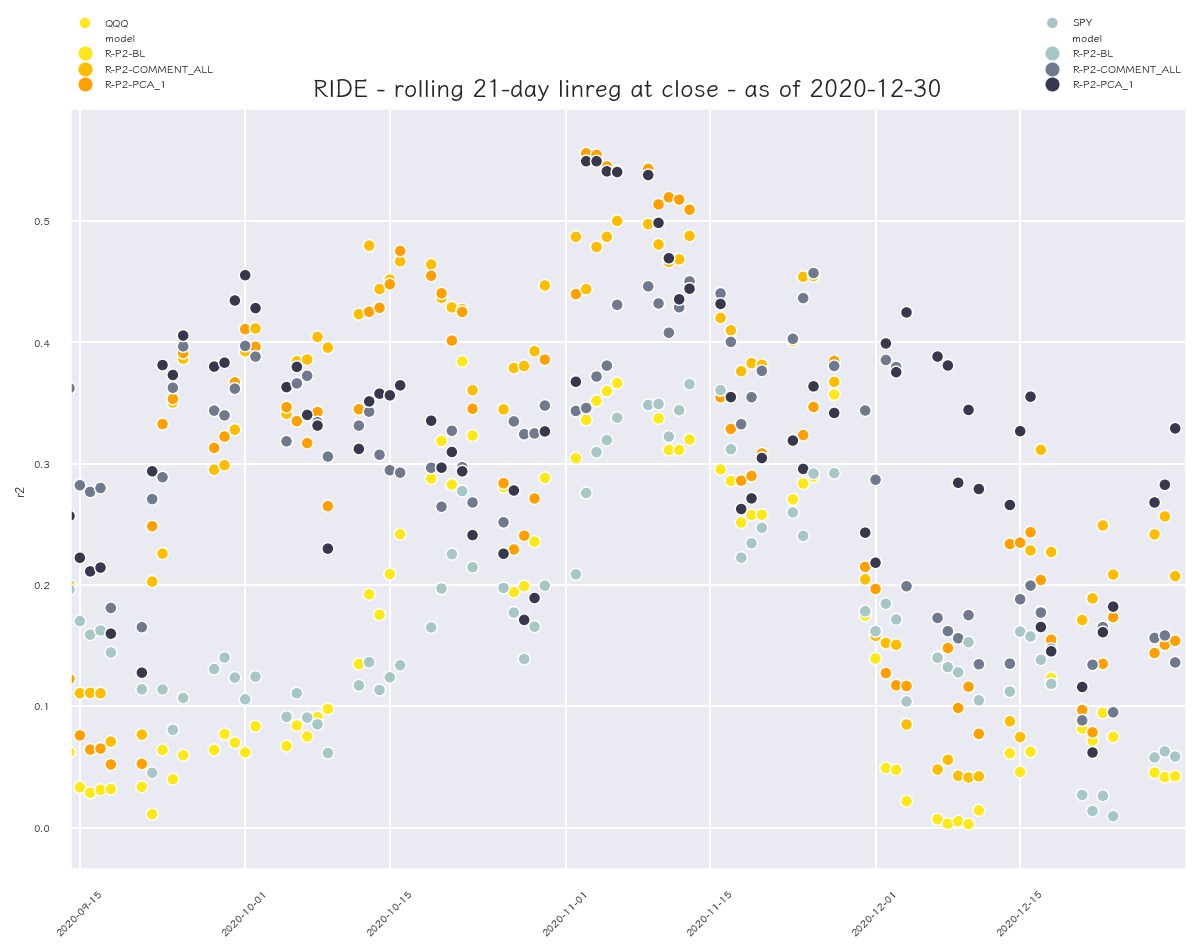 QQQ
model
R-P2-BL
R-P2-COMMENT_ALL
R-P2-PCA_1
SPY
model
R-P2-BL
R-P2-COMMENT_ALL
R-P2-PCA_1
RIDE - rolling 21-day linreg at close - as of 2020-12-30
r2
0.5
0.4
0.3
0.2
0.1
0.0
2020-09-15
2020-10-01
2020-10-15
2020-11-01
2020-11-15
2020-12-01
2020-12-15